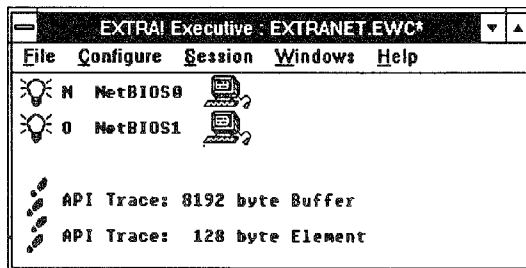 EXTRA! Executive : EXTRANET.EWC*
File Configure Session Windows Help
N NetBIOS0
O NetBIOS1
API Trace: 8192 byte Buffer
API Trace: 128 byte Element